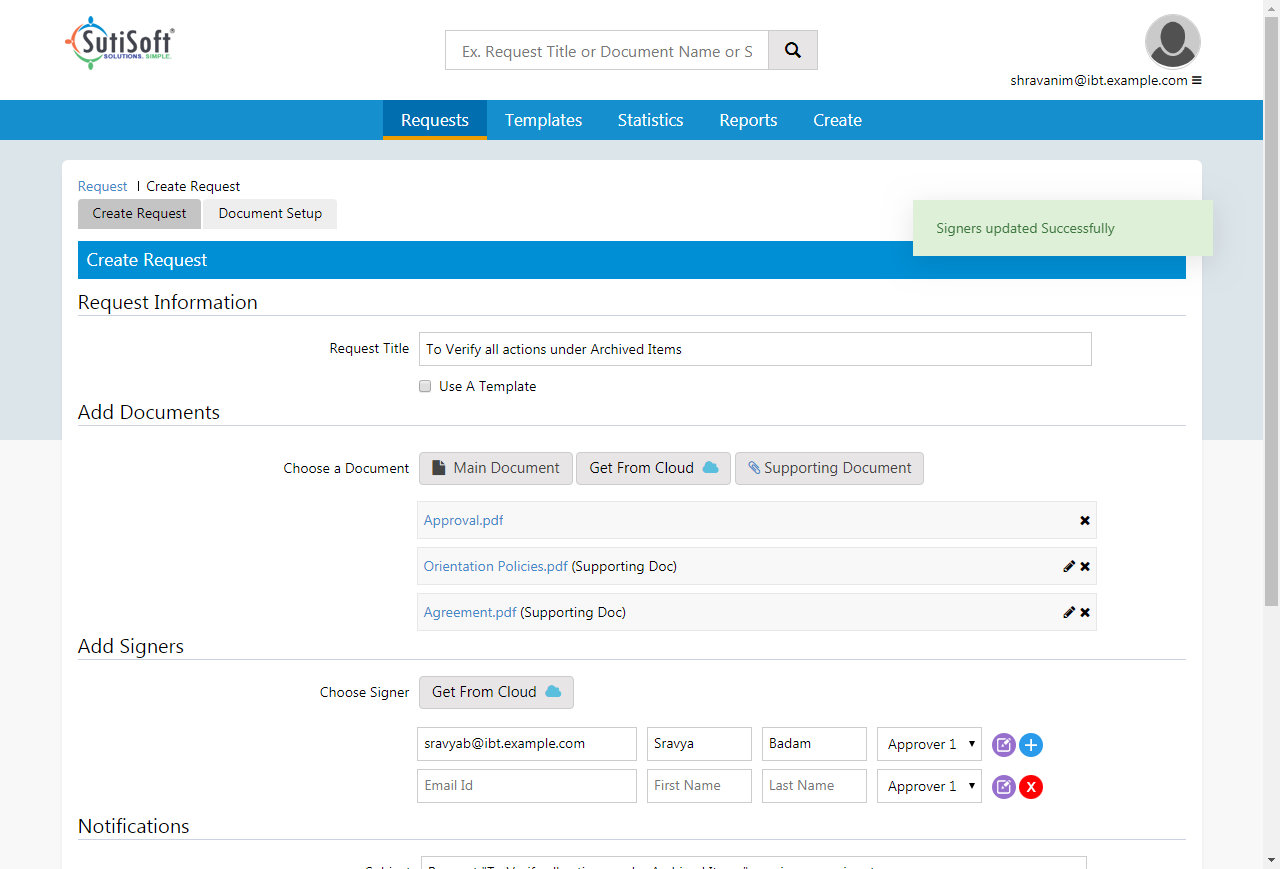 SutiSoft®
SOLUTIONS. SIMPLE.
Ex. Request Title or Document Name or S
shravanim@ibt.example.com
Requests Templates Statistics Reports Create
Request | Create Request
Create Request Document Setup
Signers updated Successfully
Create Request
Request Information
Request Title To Verify all actions under Archived Items
Use A Template
Add Documents
Choose a Document Main Document Get From Cloud Supporting Document
Approval.pdf
Orientation Policies.pdf (Supporting Doc)
Agreement.pdf (Supporting Doc)
Add Signers
Choose Signer Get From Cloud
sravyab@ibt.example.com Sravya Badam Approver 1
Email Id First Name Last Name Approver 1 X
Notifications